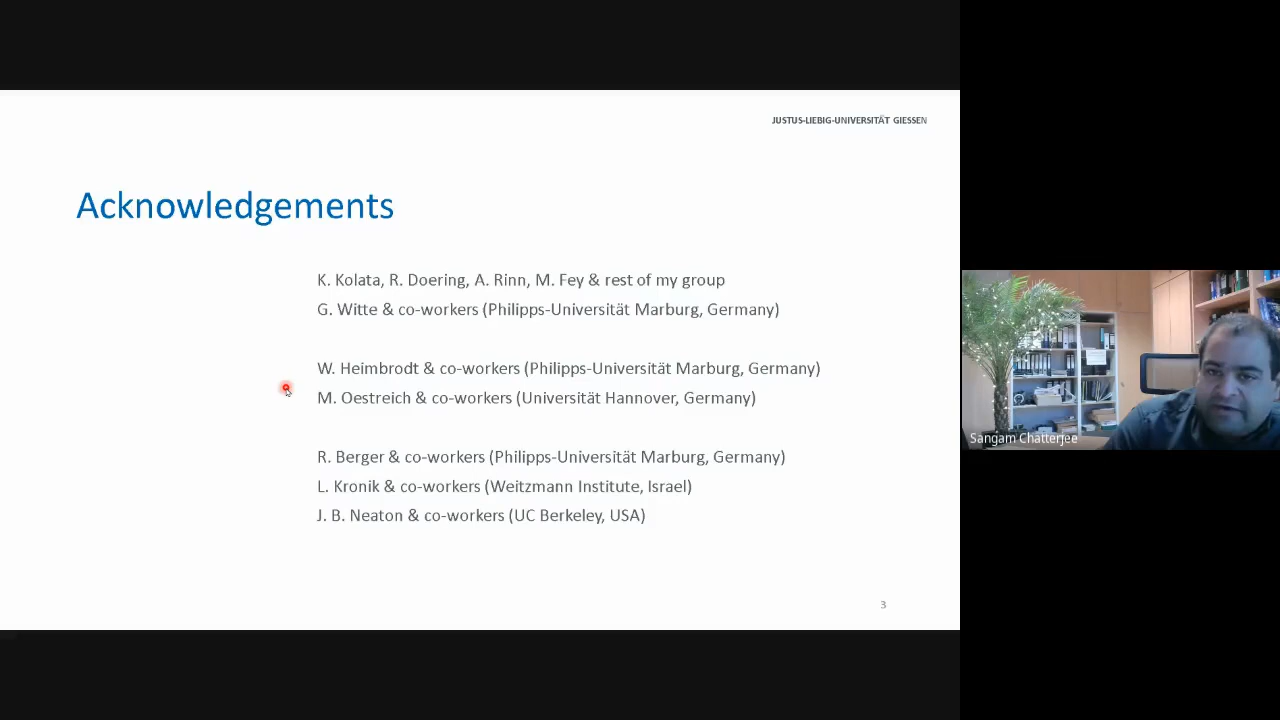 JUSTUS-LIEBIG-UNIVERSITÄT GIESSEN
Acknowledgements
K. Kolata, R. Doering, A. Rinn, M. Fey & rest of my group
G. Witte & co-workers (Philipps-Universität Marburg, Germany)
W. Heimbrodt & co-workers (Philipps-Universität Marburg, Germany)
M. Oestreich & co-workers (Universität Hannover, Germany)
R. Berger & co-workers (Philipps-Universität Marburg, Germany)
L. Kronik & co-workers (Weitzmann Institute, Israel)
J. B. Neaton & co-workers (UC Berkeley, USA)
3
Sangam Chatterjee